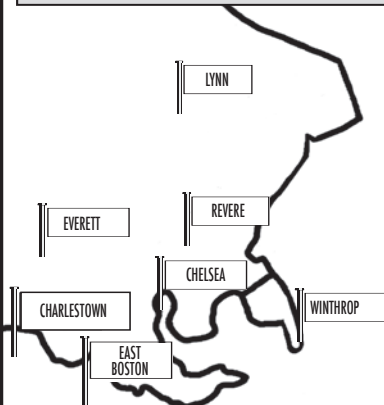 LYNN
REVERE
EVERETT
CHELSEA
CHARLESTOWN
WINTHROP
EAST
BOSTON